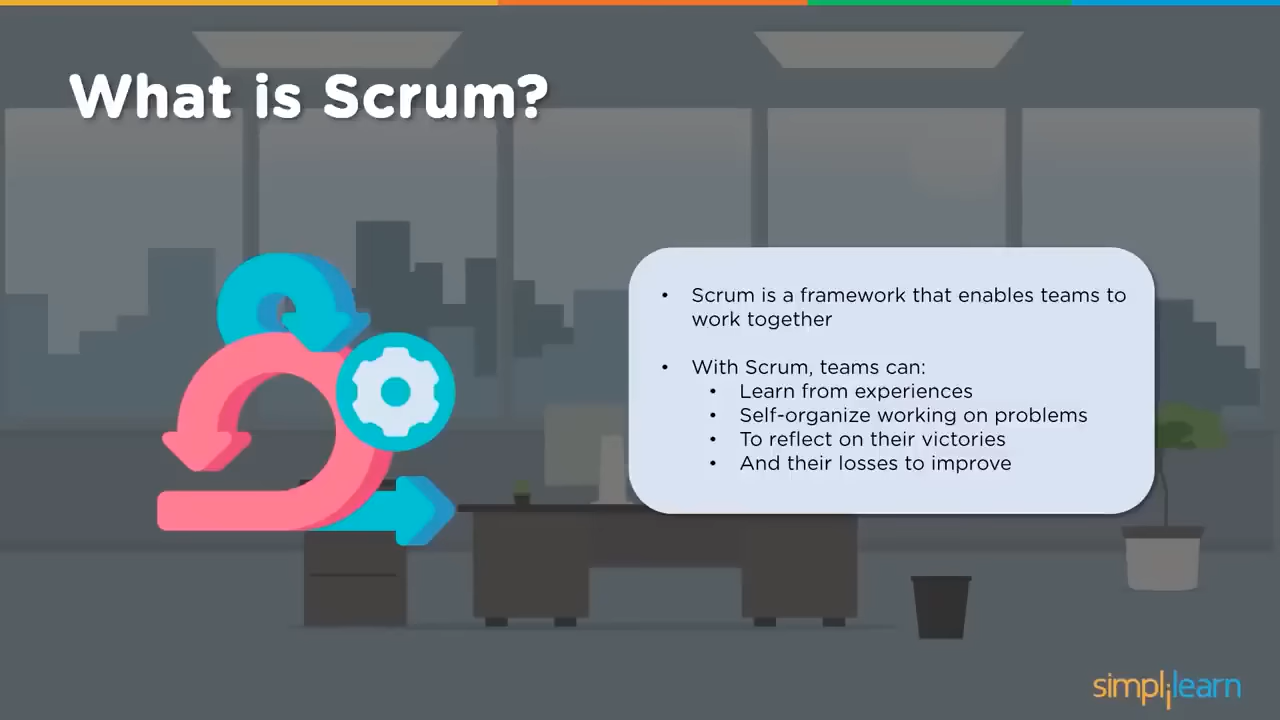 What is Scrum?
• Scrum is a framework that enables teams to
work together
• With Scrum, teams can:
• Learn from experiences
• Self-organize working on problems
• To reflect on their victories
• And their losses to improve
simplilearn